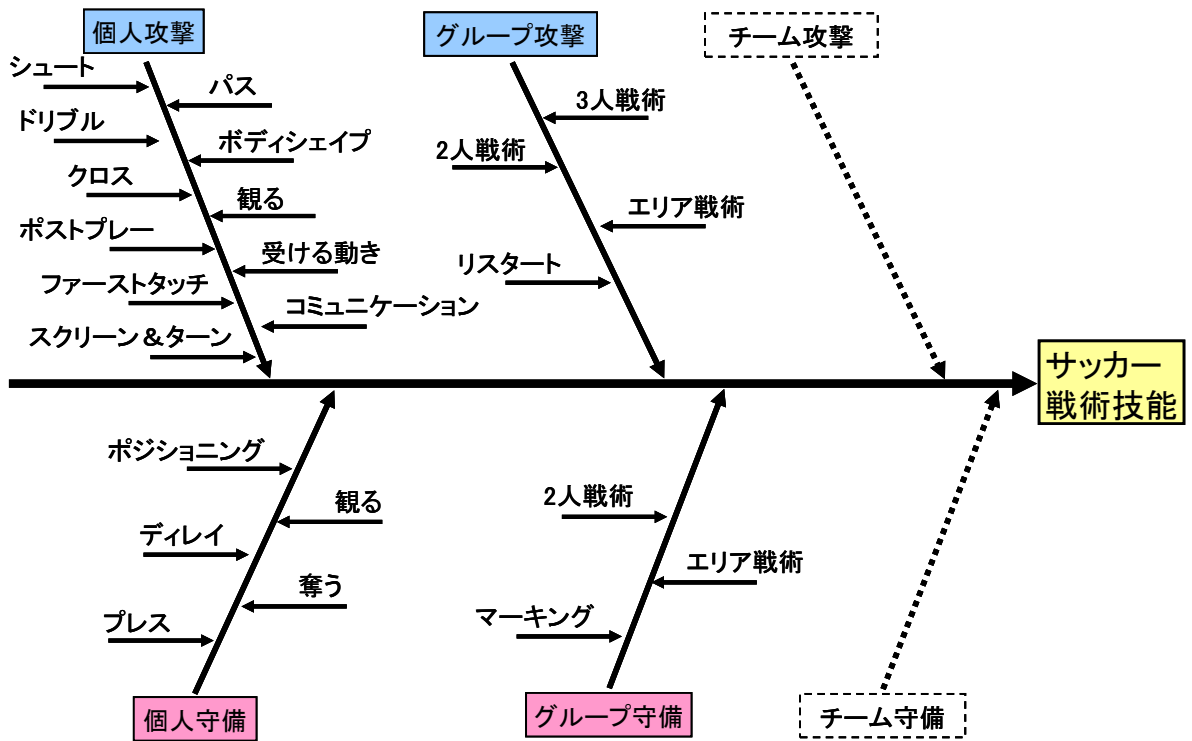 個人攻撃
グループ攻撃
チーム攻撃
シュート
パス
ドリブル
ボディシェイプ
クロス
観る
ポストプレー
受ける動き
ファーストタッチ
コミュニケーション
スクリーン&ターン
3人戦術
2人戦術
エリア戦術
リスタート
サッカー
戦術技能
ポジショニング
観る
ディレイ
奪う
プレス
2人戦術
エリア戦術
マーキング
個人守備
グループ守備
チーム守備